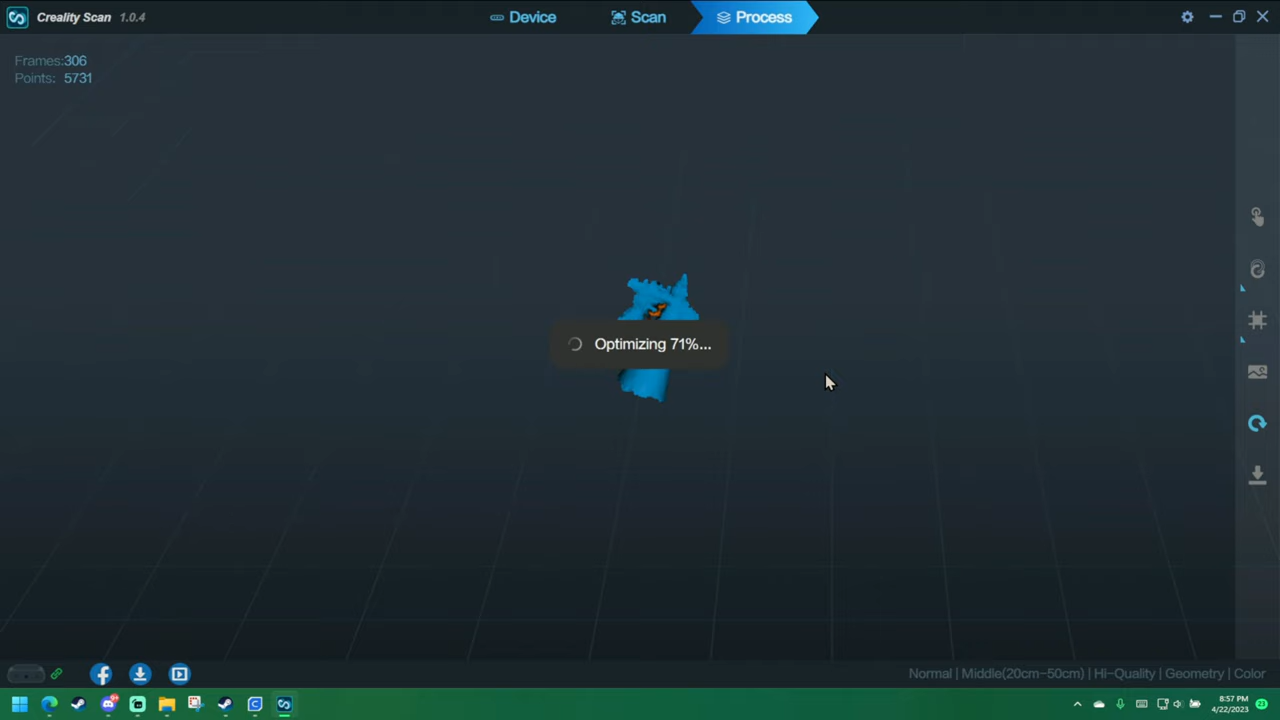 Creality Scan 1.0.4
Device
Scan
Process
Frames:306
Points: 5731
Optimizing 71%...
Normal | Middle(20cm-50cm) | Hi-Quality | Geometry | Color
8:57 PM
4/22/2023
23